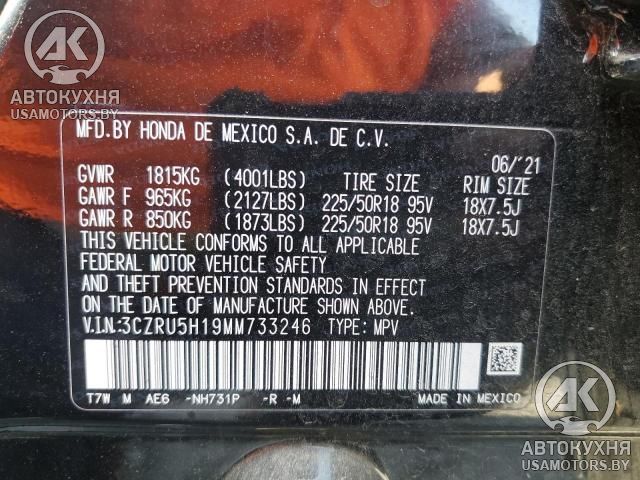 АВТОКУХНЯ
USAMOTORS.BY
MFD.BY HONDA DE MEXICO S.A. DE C.V.
06/'21
GVWR 1815KG (4001LBS) TIRE SIZE RIM SIZE
GAWR F 965KG (2127LBS) 225/50R18 95V 18X7.5J
GAWR R 850KG (1873LBS) 225/50R18 95V 18X7.5J
THIS VEHICLE CONFORMS TO ALL APPLICABLE
FEDERAL MOTOR VEHICLE SAFETY
AND THEFT PREVENTION STANDARDS IN EFFECT
ON THE DATE OF MANUFACTURE SHOWN ABOVE.
V.I.N:3CZRU5H19MM733246 TYPE: MPV
T7W M AE6 -NH731P -R -M MADE IN MEXICO
АВТОКУХНЯ
USAMOTORS.BY